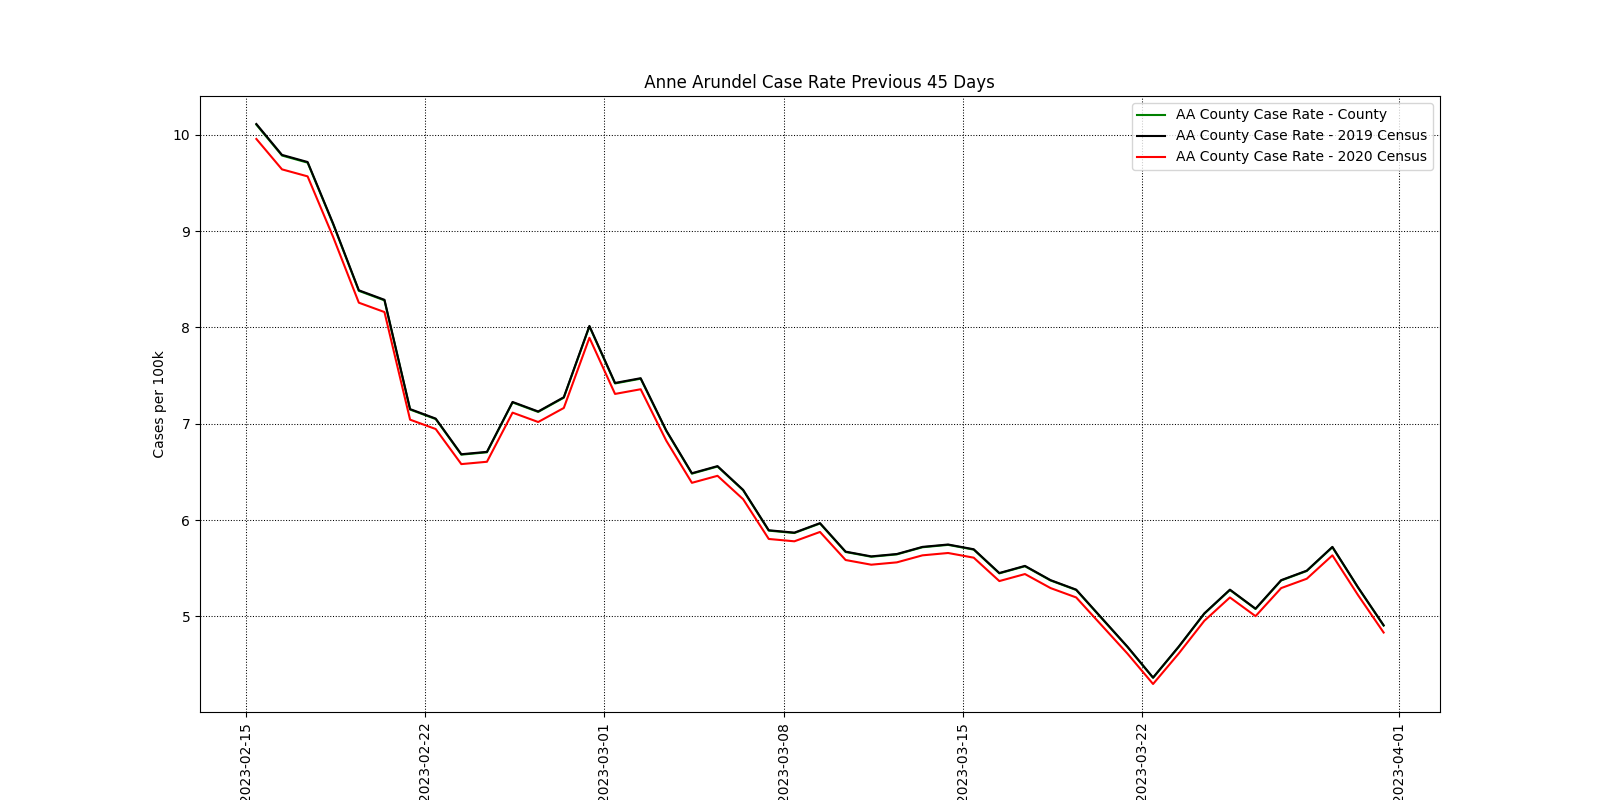 Anne Arundel Case Rate Previous 45 Days
AA County Case Rate - County
AA County Case Rate - 2019 Census
AA County Case Rate - 2020 Census
Cases per 100k
10
9
8
7
6
5
2023-02-15
2023-02-22
2023-03-01
2023-03-08
2023-03-15
2023-03-22
2023-04-01